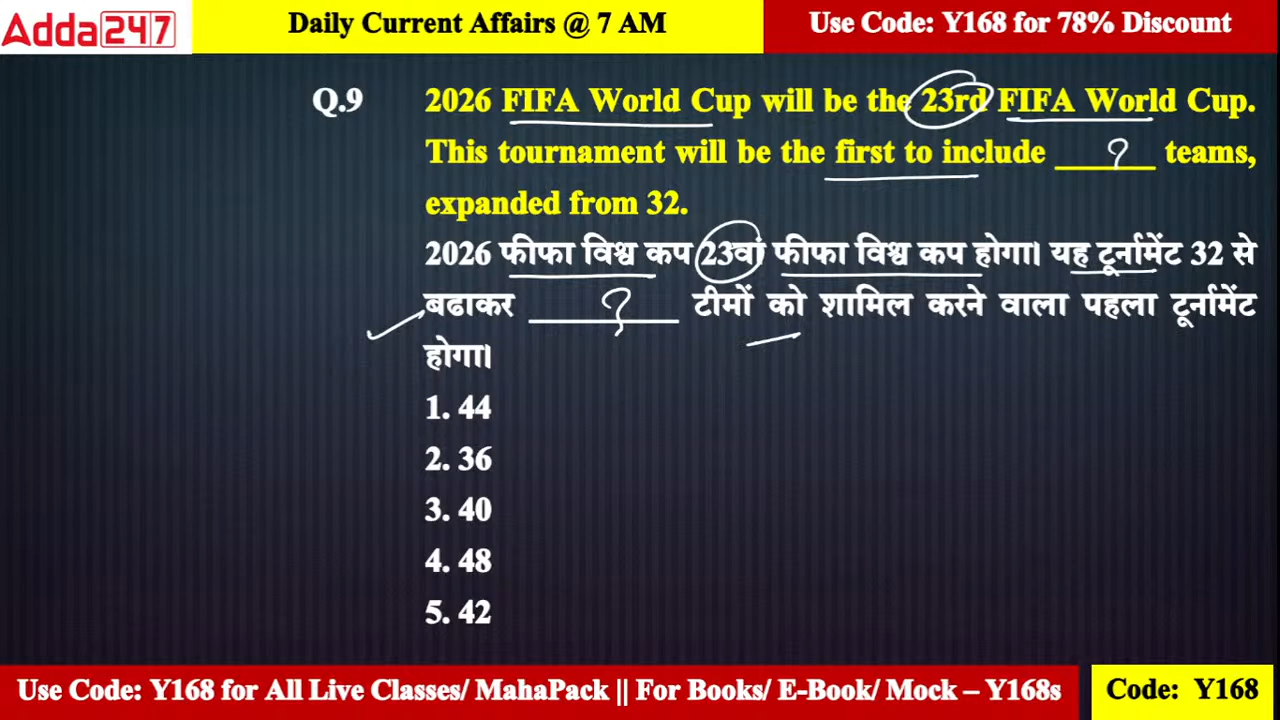 Adda247
Daily Current Affairs @ 7 AM
Use Code: Y168 for 78% Discount
Q.9 2026 FIFA World Cup will be the 23rd FIFA World Cup.
This tournament will be the first to include ______ ? teams,
expanded from 32.
2026 फीफा विश्व कप 23वां फीफा विश्व कप होगा। यह टूर्नामेंट 32 से
बढाकर ______ ? टीमों को शामिल करने वाला पहला टूर्नामेंट
होगा।
1. 44
2. 36
3. 40
4. 48
5. 42
Use Code: Y168 for All Live Classes/ MahaPack || For Books/ E-Book/ Mock – Y168s
Code: Y168